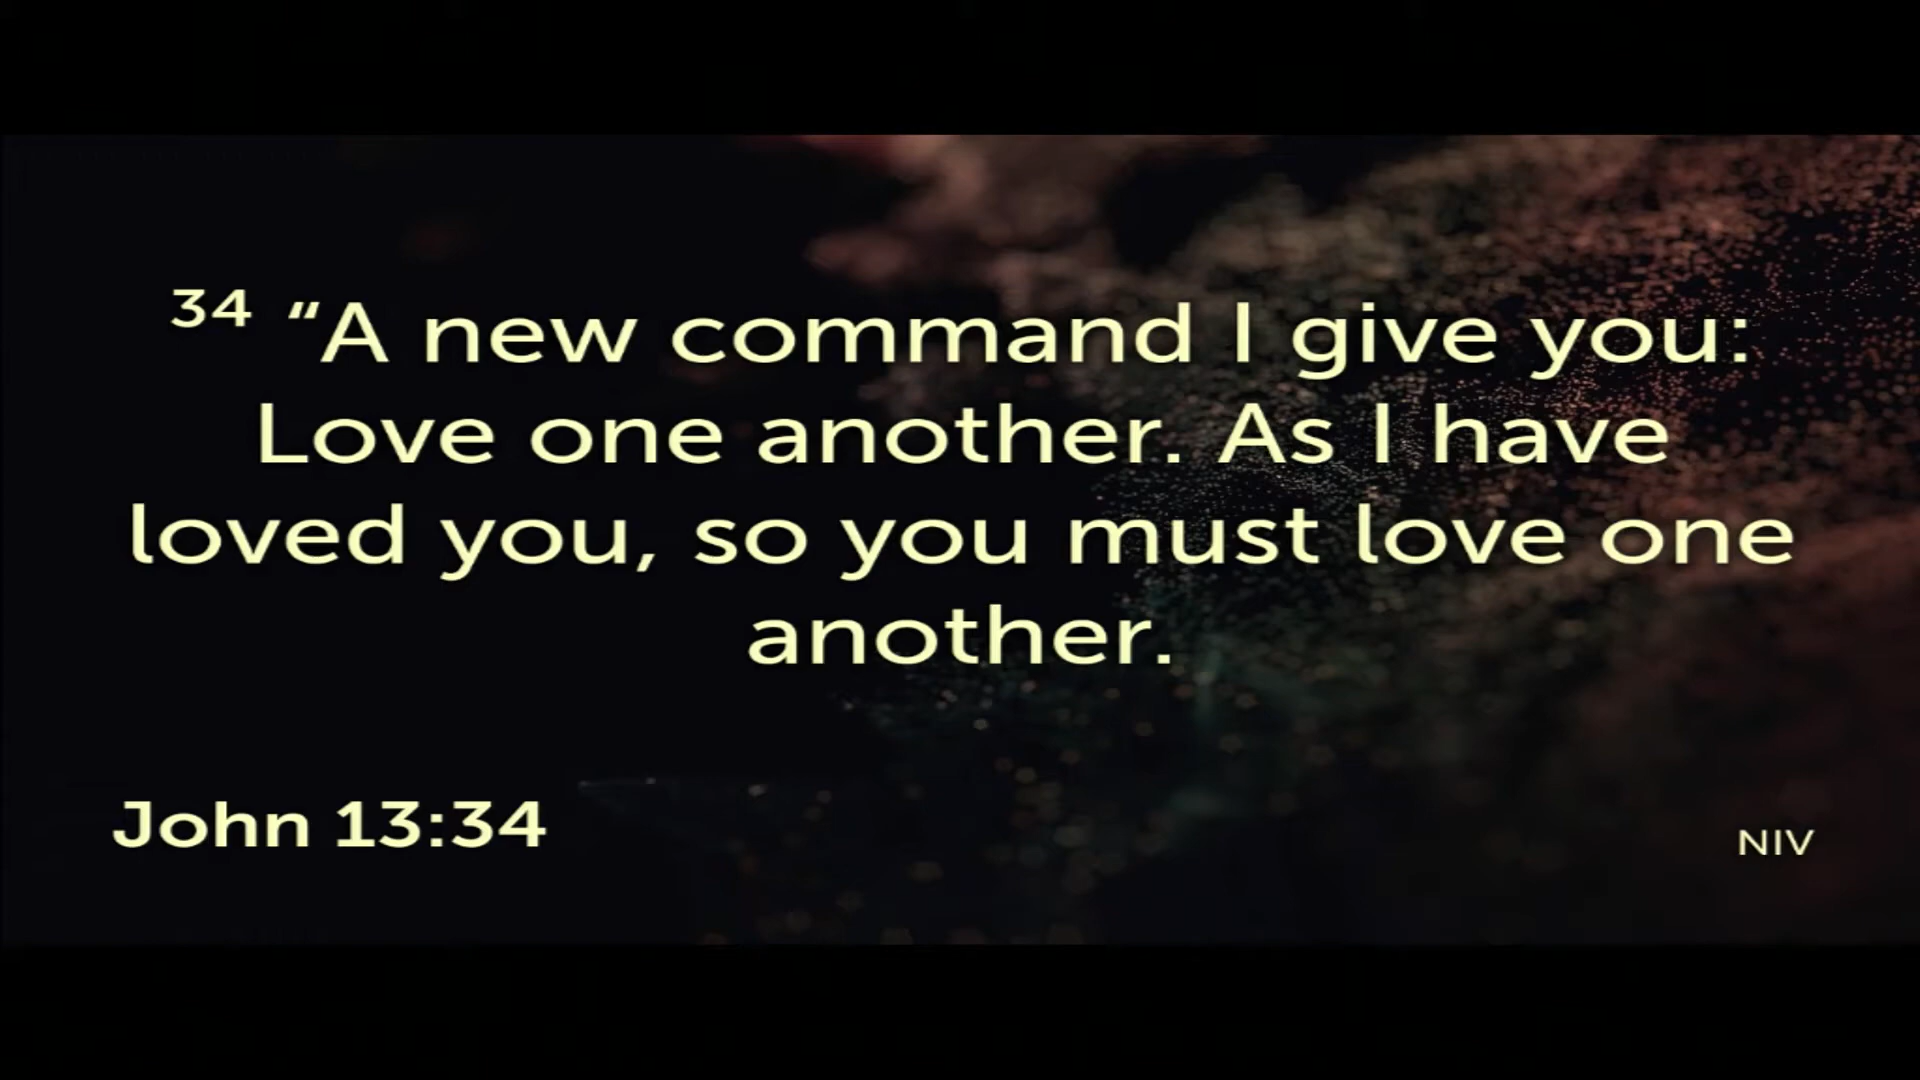 34 “A new command I give you:
Love one another. As I have
loved you, so you must love one
another.
John 13:34
NIV